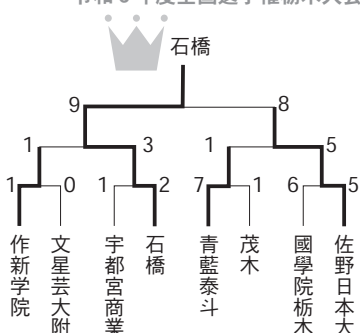 石橋
9 8
1 3 1 5
1 0 1 2 7 1 6 5
作新学院
文星芸大附
宇都宮商業
石橋
青藍泰斗
茂木
國學院栃木
佐野日本大